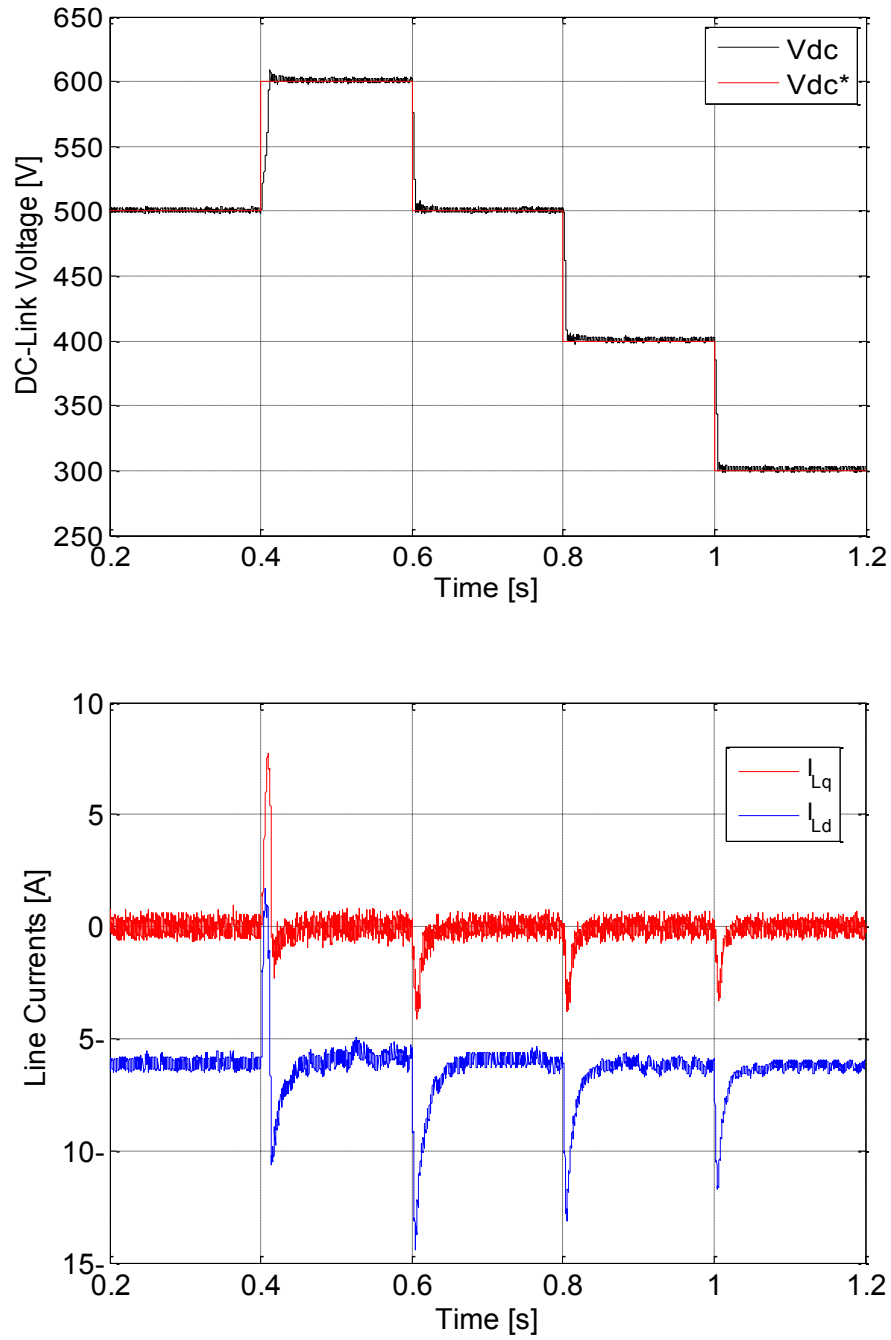 650
600
550
500
450
400
350
300
250
DC-Link Voltage [V]
Vdc
Vdc*
0.2 0.4 0.6 0.8 1 1.2
Time [s]
10
5
0
5-
10-
15-
Line Currents [A]
I_Lq
I_Ld
0.2 0.4 0.6 0.8 1 1.2
Time [s]